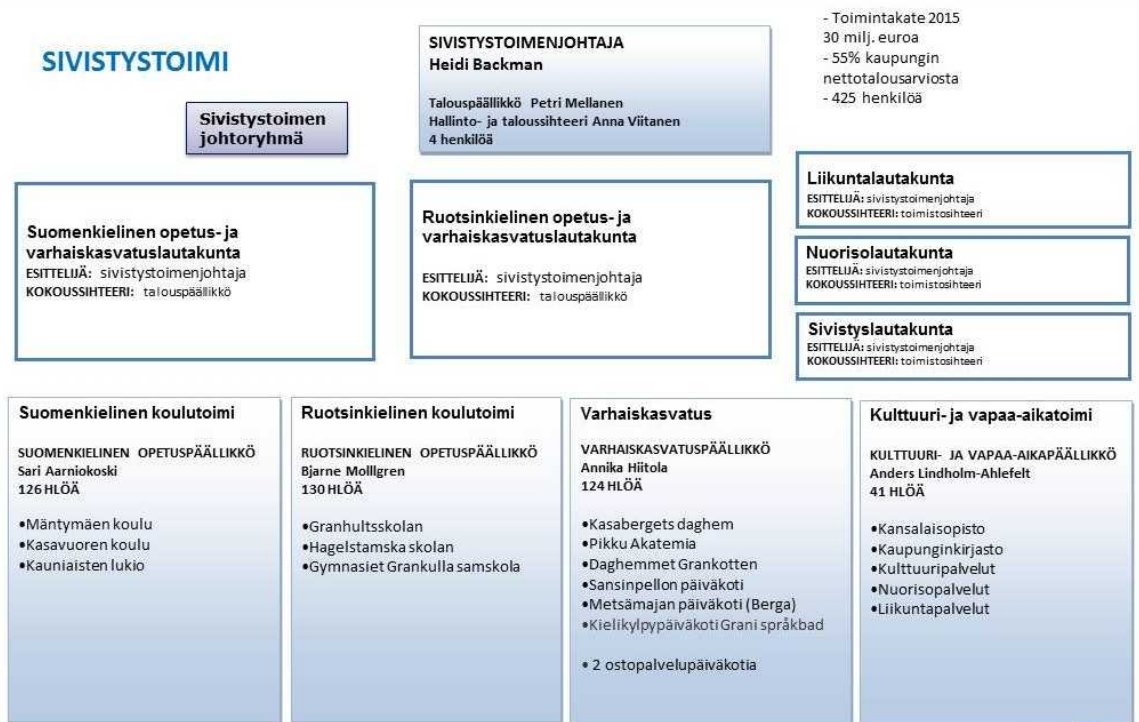 SIVISTYSTOIMI
Sivistystoimen
johtoryhmä
SIVISTYSTOIMENJOHTAJA
Heidi Backman
Talouspäällikkö Petri Mellanen
Hallinto- ja taloussihteeri Anna Viitanen
4 henkilöä
- Toimintakate 2015
30 milj. euroa
- 55% kaupungin
nettotalousarviosta
- 425 henkilöä
Suomenkielinen opetus- ja
varhaiskasvatuslautakunta
ESITTELIJÄ: sivistystoimenjohtaja
KOKOUSSIHTEERI: talouspäällikkö
Ruotsinkielinen opetus- ja
varhaiskasvatuslautakunta
ESITTELIJÄ: sivistystoimenjohtaja
KOKOUSSIHTEERI: talouspäällikkö
Liikuntalautakunta
ESITTELIJÄ: sivistystoimenjohtaja
KOKOUSSIHTEERI: toimistosihteeri
Nuorisolautakunta
ESITTELIJÄ: sivistystoimenjohtaja
KOKOUSSIHTEERI: toimistosihteeri
Sivistyslautakunta
ESITTELIJÄ: sivistystoimenjohtaja
KOKOUSSIHTEERI: toimistosihteeri
Suomenkielinen koulutoimi
SUOMENKIELINEN OPETUSPÄÄLLIKKÖ
Sari Aarniokoski
126 HLÖÄ
•Mäntymäen koulu
•Kasavuoren koulu
•Kauniaisten lukio
Ruotsinkielinen koulutoimi
RUOTSINKIELINEN OPETUSPÄÄLLIKKÖ
Bjarne Molllgren
130 HLÖÄ
•Granhultsskolan
•Hagelstamska skolan
•Gymnasiet Grankulla samskola
Varhaiskasvatus
VARHAISKASVATUSPÄÄLLIKKÖ
Annika Hiitola
124 HLÖÄ
•Kasabergets daghem
•Pikku Akatemia
•Daghemmet Grankotten
•Sansinpellon päiväkoti
•Metsämajan päiväkoti (Berga)
•Kielikylpypäiväkoti Grani språkbad
• 2 ostopalvelupäiväkotia
Kulttuuri- ja vapaa-aikatoimi
KULTTUURI- JA VAPAA-AIKAPÄÄLLIKKÖ
Anders Lindholm-Ahlefelt
41 HLÖÄ
•Kansalaisopisto
•Kaupunginkirjasto
•Kulttuuripalvelut
•Nuorisopalvelut
•Liikuntapalvelut